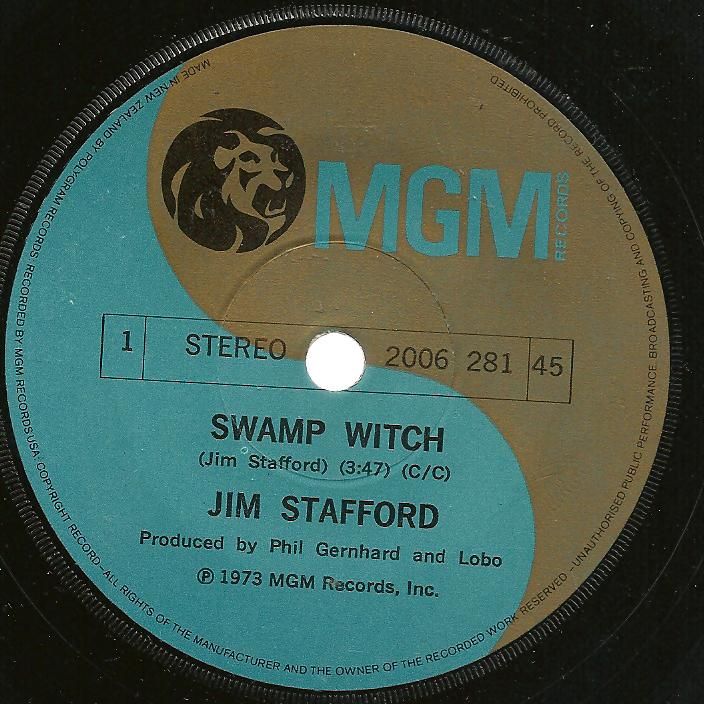 MGM
RECORDS
1 STEREO 2006 281 45
SWAMP WITCH
(Jim Stafford) (3:47) (C/C)
JIM STAFFORD
Produced by Phil Gernhard and Lobo
℗ 1973 MGM Records, Inc.
MADE IN NEW ZEALAND BY POLYGRAM RECORDS. RECORDED BY MGM RECORDS USA. COPYRIGHT RECORD—ALL RIGHTS OF THE MANUFACTURER AND THE OWNER OF THE RECORDED WORK RESERVED—UNAUTHORISED PUBLIC PERFORMANCE. BROADCASTING AND COPYING OF THE RECORD PROHIBITED